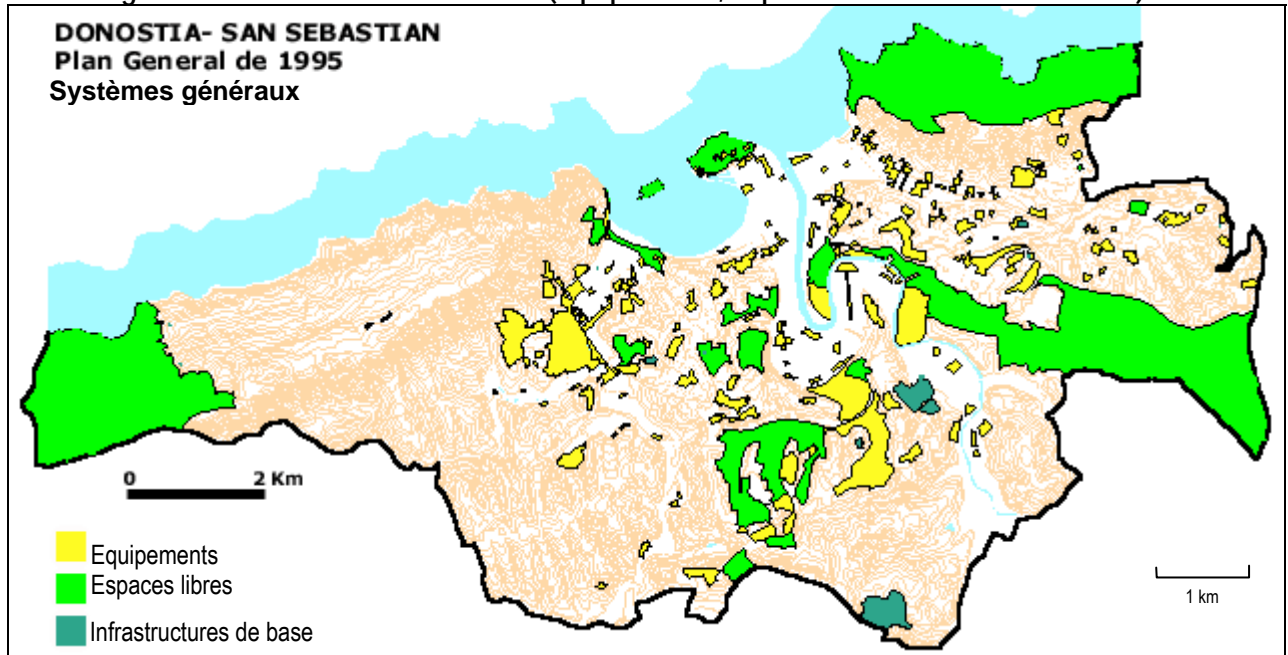 DONOSTIA- SAN SEBASTIAN
Plan General de 1995
Systèmes généraux
0 2 Km
Equipements
Espaces libres
Infrastructures de base
1 km